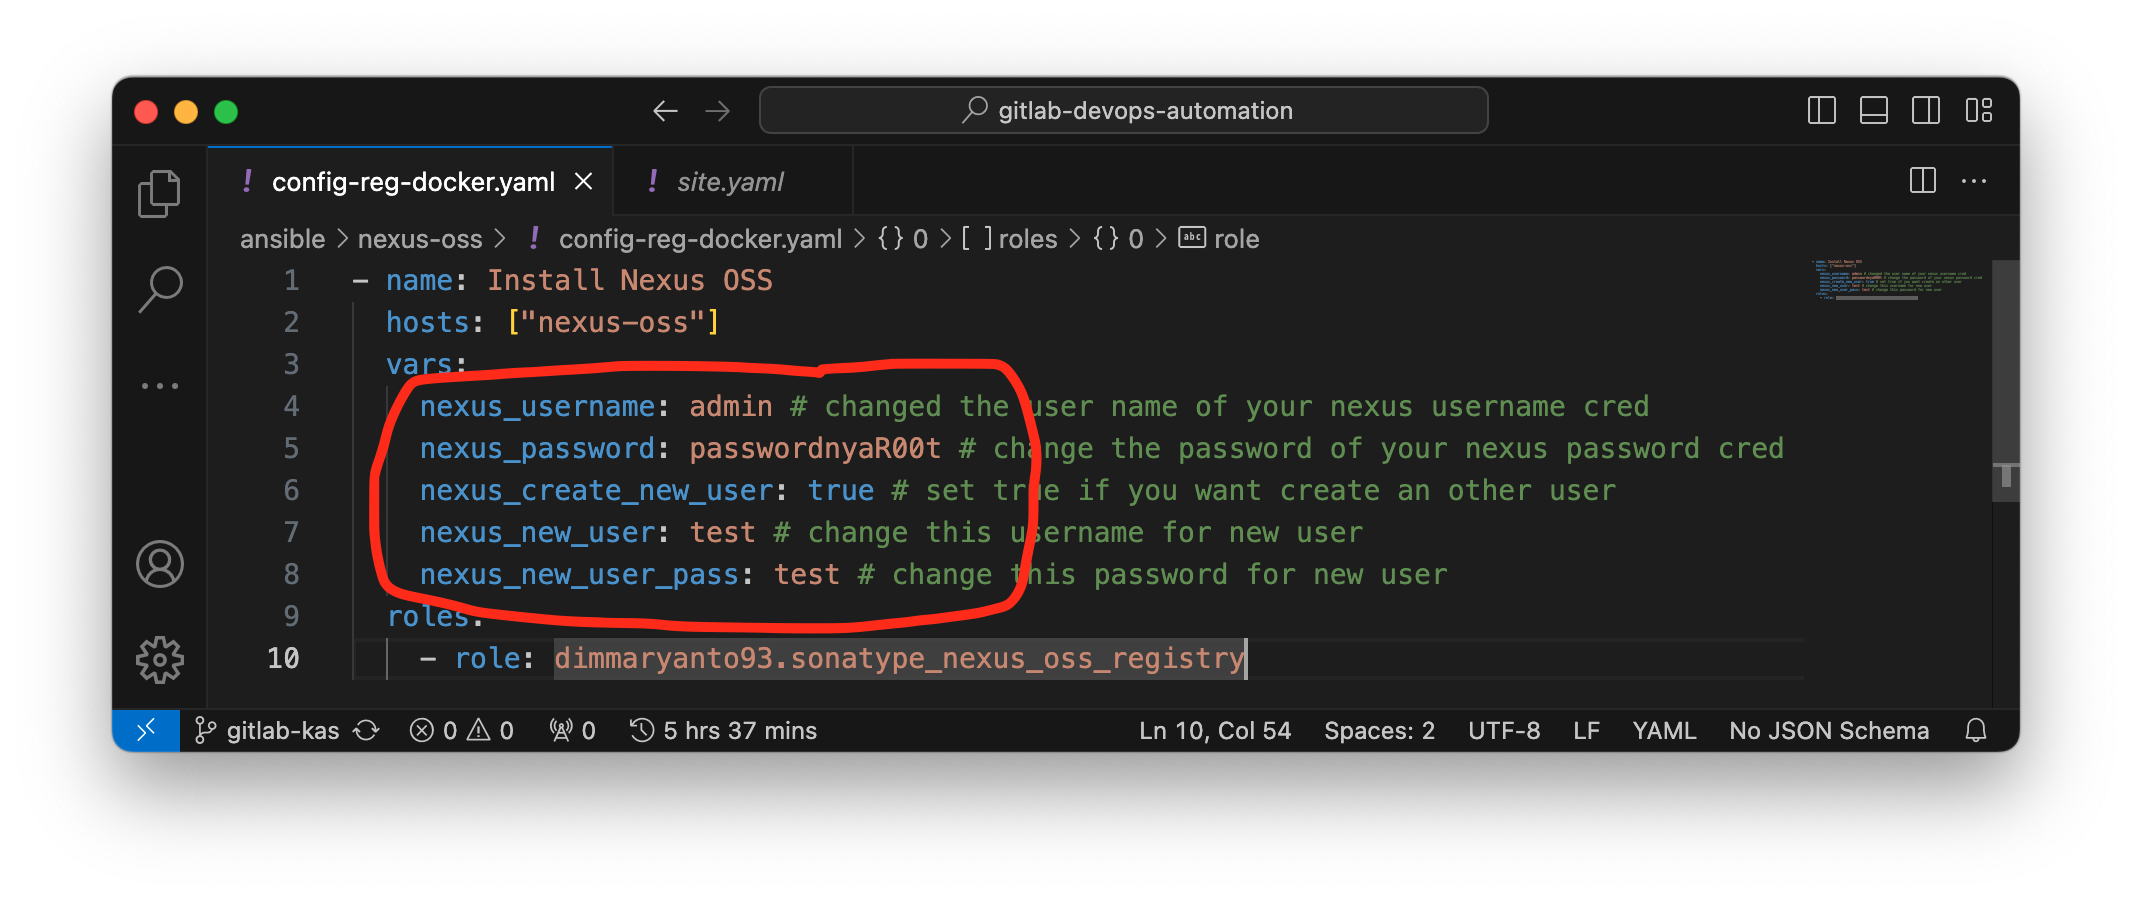 gitlab-devops-automation
! config-reg-docker.yaml
! site.yaml
ansible > nexus-oss > ! config-reg-docker.yaml > {} 0 > [ ] roles > {} 0 > abc role
1 - name: Install Nexus OSS
2 hosts: ["nexus-oss"]
3 vars:
4 nexus_username: admin # changed the user name of your nexus username cred
5 nexus_password: passwordnyaR00t # change the password of your nexus password cred
6 nexus_create_new_user: true # set true if you want create an other user
7 nexus_new_user: test # change this username for new user
8 nexus_new_user_pass: test # change this password for new user
9 roles:
10 - role: dimmaryanto93.sonatype_nexus_oss_registry
gitlab-kas 0 0 0 5 hrs 37 mins Ln 10, Col 54 Spaces: 2 UTF-8 LF YAML No JSON Schema